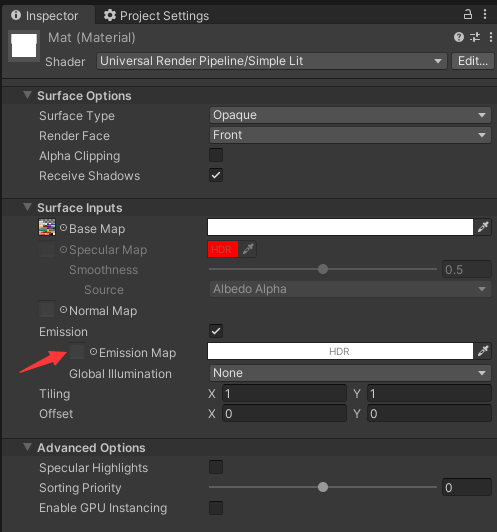 Inspector Project Settings
Mat (Material)
Shader Universal Render Pipeline/Simple Lit Edit...
Surface Options
Surface Type Opaque
Render Face Front
Alpha Clipping
Receive Shadows
Surface Inputs
Base Map
Specular Map HDR
Smoothness 0.5
Source Albedo Alpha
Normal Map
Emission
Emission Map HDR
Global Illumination None
Tiling X 1 Y 1
Offset X 0 Y 0
Advanced Options
Specular Highlights
Sorting Priority 0
Enable GPU Instancing